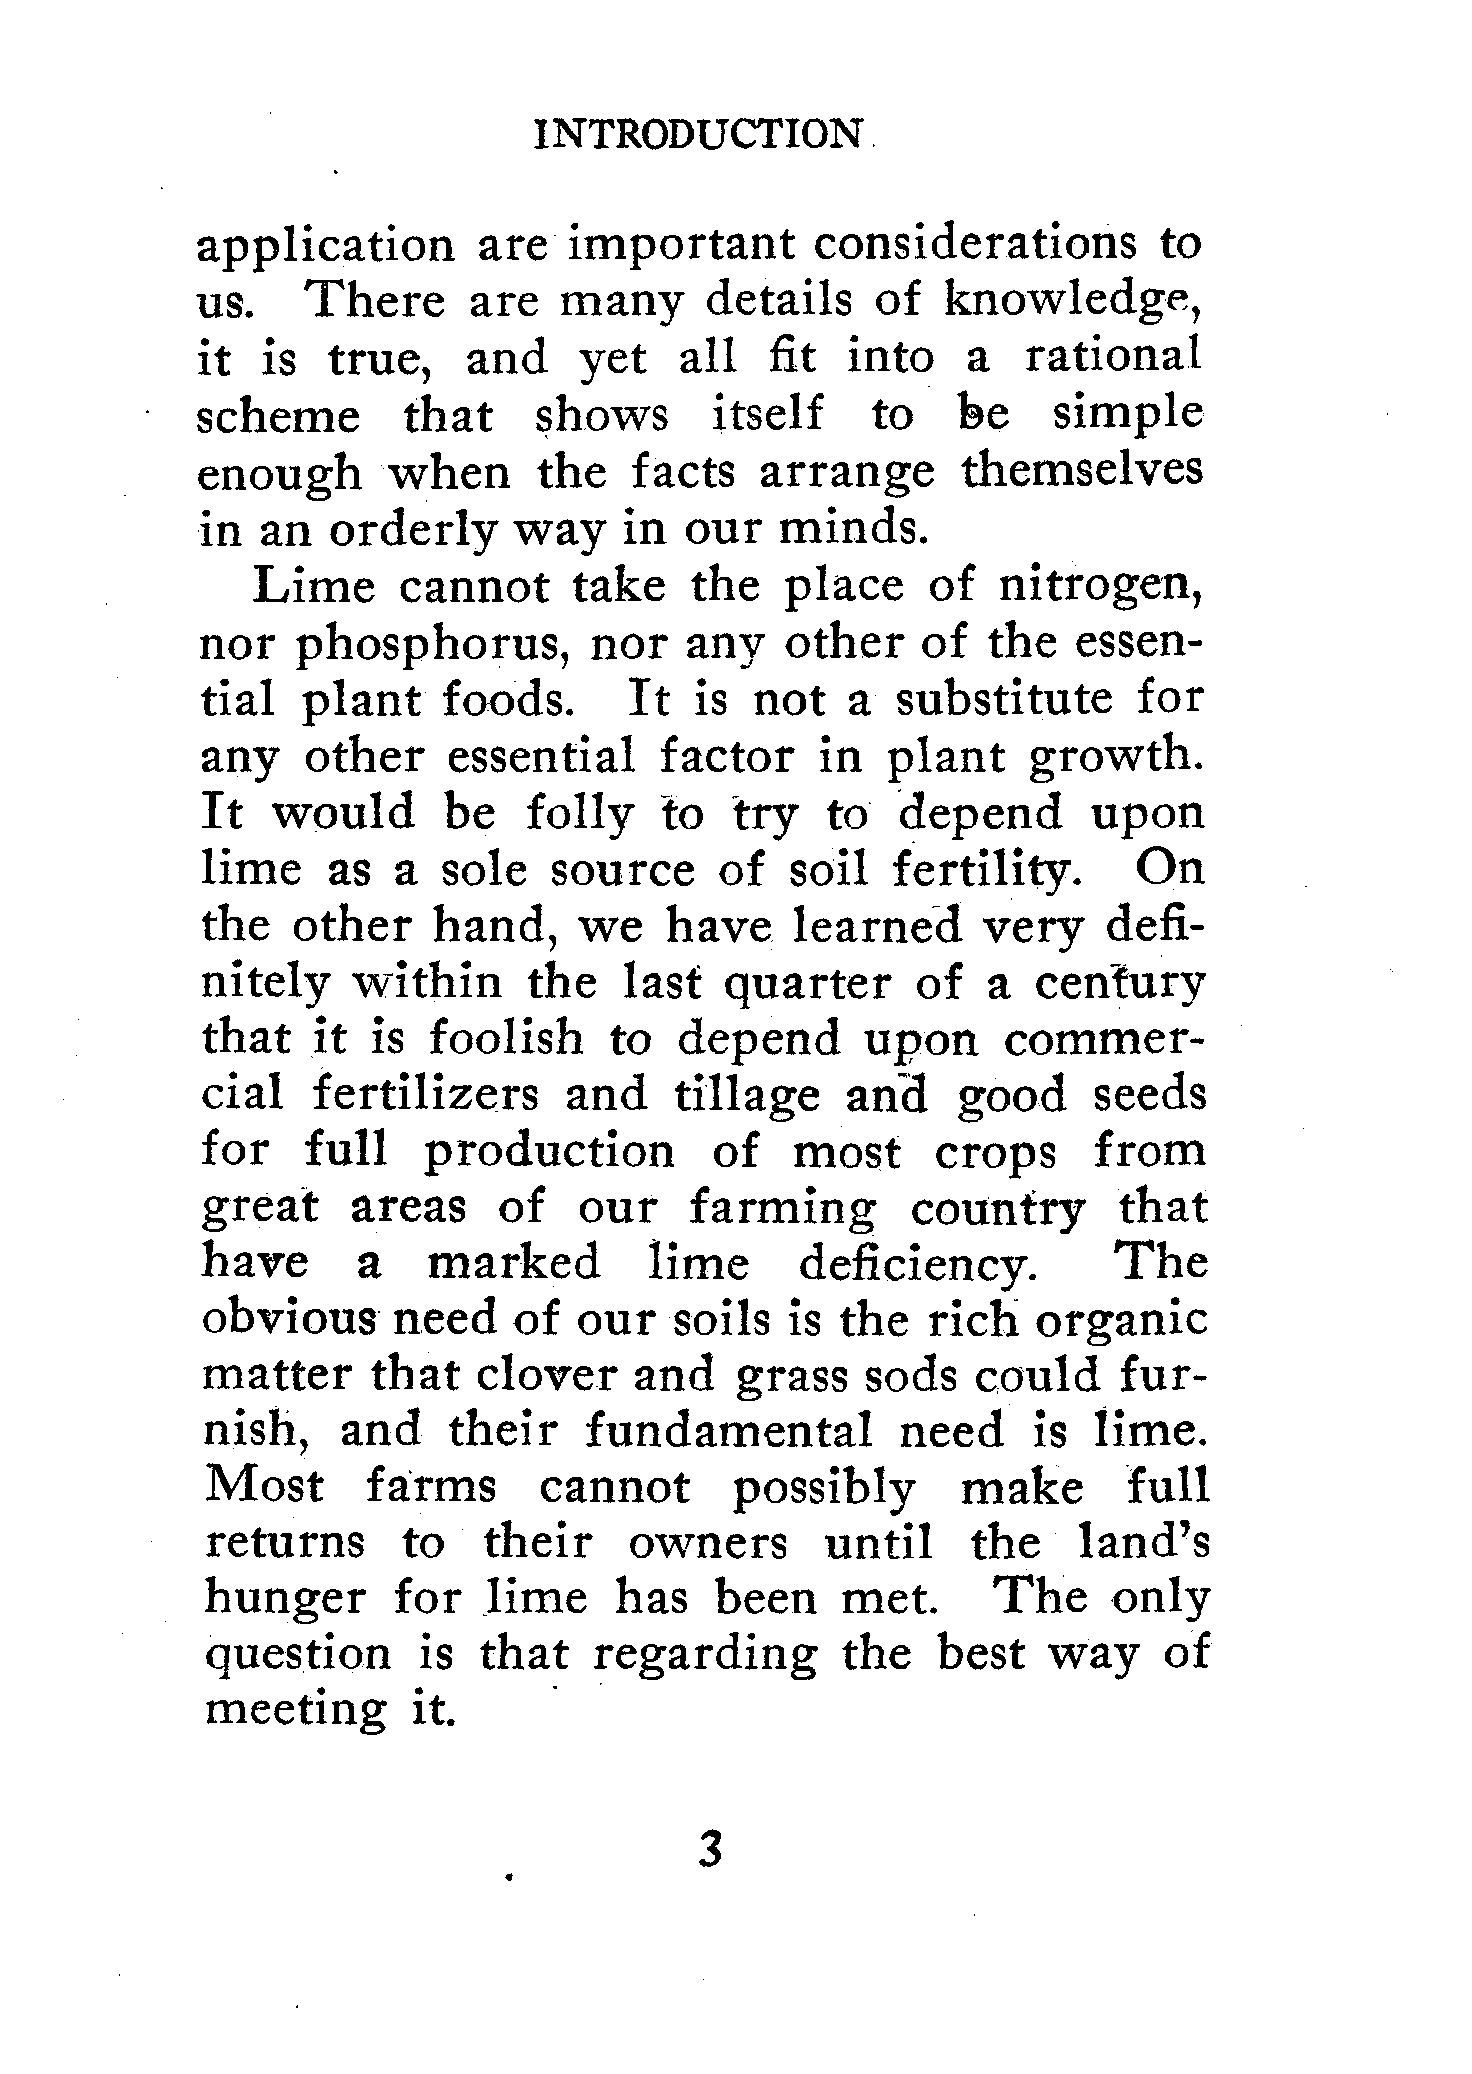 INTRODUCTION
application are important considerations to
us. There are many details of knowledge,
it is true, and yet all fit into a rational
scheme that shows itself to be simple
enough when the facts arrange themselves
in an orderly way in our minds.
Lime cannot take the place of nitrogen,
nor phosphorus, nor any other of the essen-
tial plant foods. It is not a substitute for
any other essential factor in plant growth.
It would be folly to try to depend upon
lime as a sole source of soil fertility. On
the other hand, we have learned very defi-
nitely within the last quarter of a century
that it is foolish to depend upon commer-
cial fertilizers and tillage and good seeds
for full production of most crops from
great areas of our farming country that
have a marked lime deficiency. The
obvious need of our soils is the rich organic
matter that clover and grass sods could fur-
nish, and their fundamental need is lime.
Most farms cannot possibly make full
returns to their owners until the land's
hunger for lime has been met. The only
question is that regarding the best way of
meeting it.
3